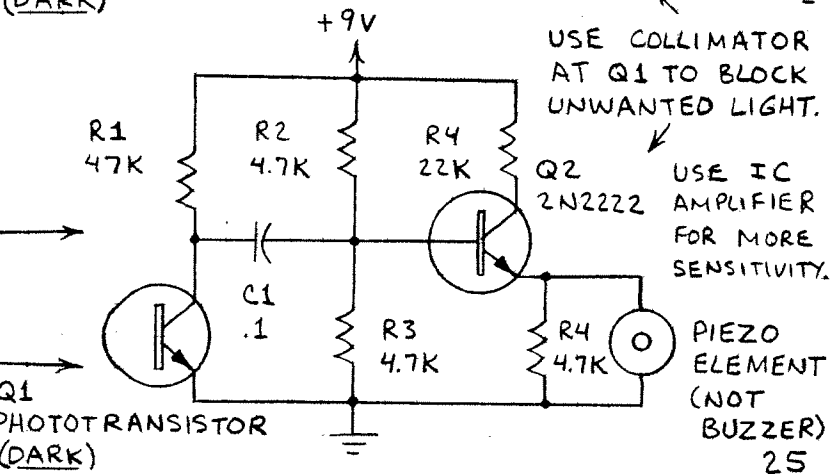 (DARK)
+9V
USE COLLIMATOR
AT Q1 TO BLOCK
UNWANTED LIGHT.
R1
47K
R2
4.7K
R4
22K
Q2
2N2222
USE IC
AMPLIFIER
FOR MORE
SENSITIVITY.
C1
.1
R3
4.7K
R4
4.7K
PIEZO
ELEMENT
(NOT
BUZZER)
Q1
PHOTOTRANSISTOR
(DARK)
25